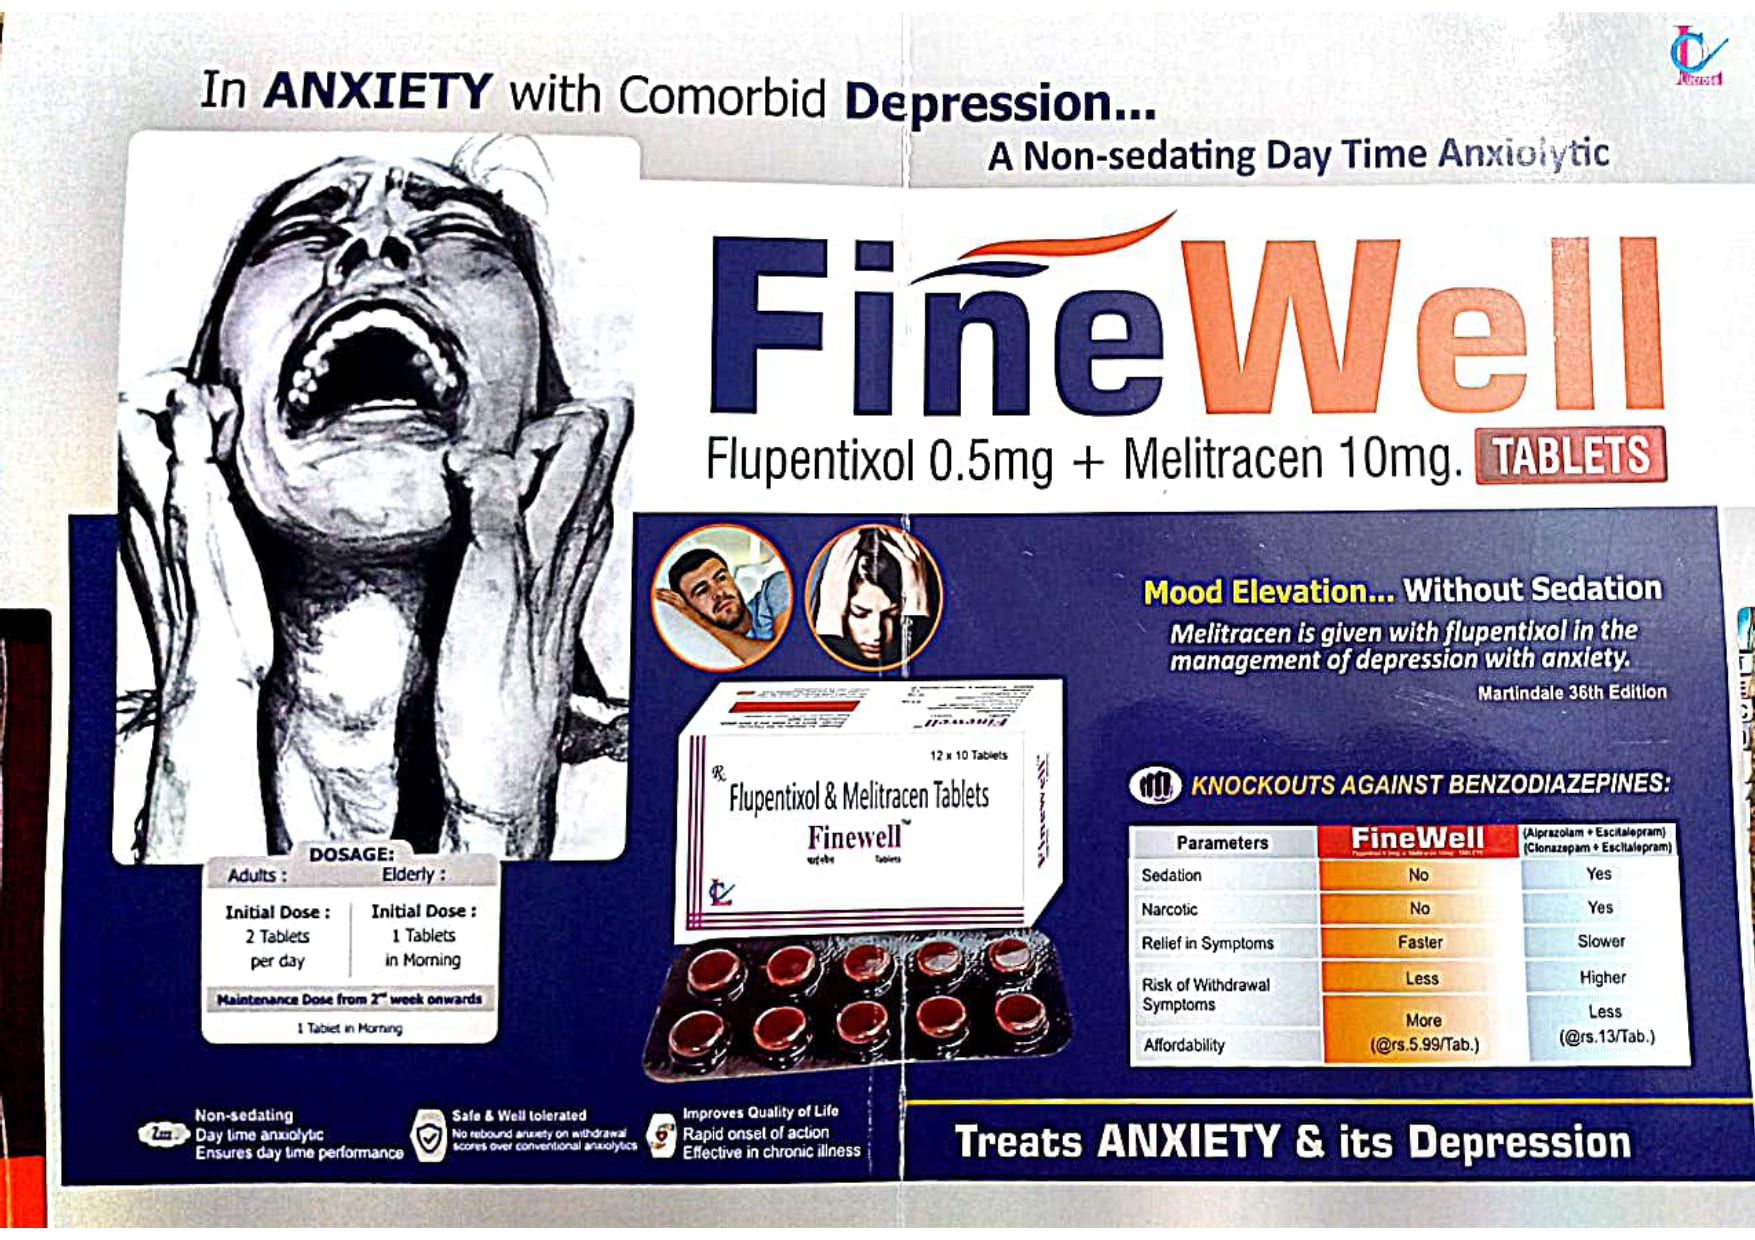 Lucrose
In ANXIETY with Comorbid Depression...
A Non-sedating Day Time Anxiolytic
FineWell
Flupentixol 0.5mg + Melitracen 10mg. TABLETS
Mood Elevation... Without Sedation
Melitracen is given with flupentixol in the
management of depression with anxiety.
Martindale 36th Edition
Finewell
12 x 10 Tablets
Rx
Flupentixol & Melitracen Tablets
Finewell™
Tablets
Finewell
KNOCKOUTS AGAINST BENZODIAZEPINES:
Parameters FineWell (Alprazolam + Escitalopram)
(Clonazepam + Escitalopram)
Sedation No Yes
Narcotic No Yes
Relief in Symptoms Faster Slower
Risk of Withdrawal Symptoms Less Higher
Affordability More (@rs.5.99/Tab.) Less (@rs.13/Tab.)
DOSAGE:
Adults : Elderly :
Initial Dose : Initial Dose :
2 Tablets 1 Tablets
per day in Morning
Maintenance Dose from 2nd week onwards
1 Tablet in Morning
Non-sedating
Day time anxiolytic
Ensures day time performance
Safe & Well tolerated
No rebound anxiety on withdrawal
scores over conventional anxiolytics
Improves Quality of Life
Rapid onset of action
Effective in chronic illness
Treats ANXIETY & its Depression